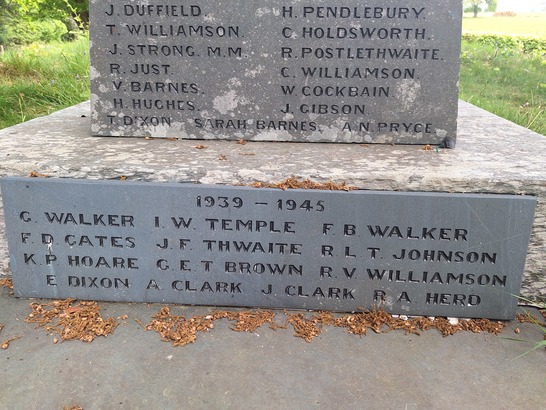 J. DUFFIELD. H. PENDLEBURY.
T. WILLIAMSON. C. HOLDSWORTH.
J. STRONG. M.M. R. POSTLETHWAITE.
R. JUST. C. WILLIAMSON.
V. BARNES. W. COCKBAIN
H. HUGHES. J. GIBSON.
T. DIXON SARAH BARNES. A. N. PRYCE.
1939 - 1945
G. WALKER I. W. TEMPLE F. B WALKER
F. D. CATES J. F. THWAITE R. L. T. JOHNSON
K. P. HOARE G. E. T BROWN R. V. WILLIAMSON
E DIXON A. CLARK J. CLARK R. A HERD